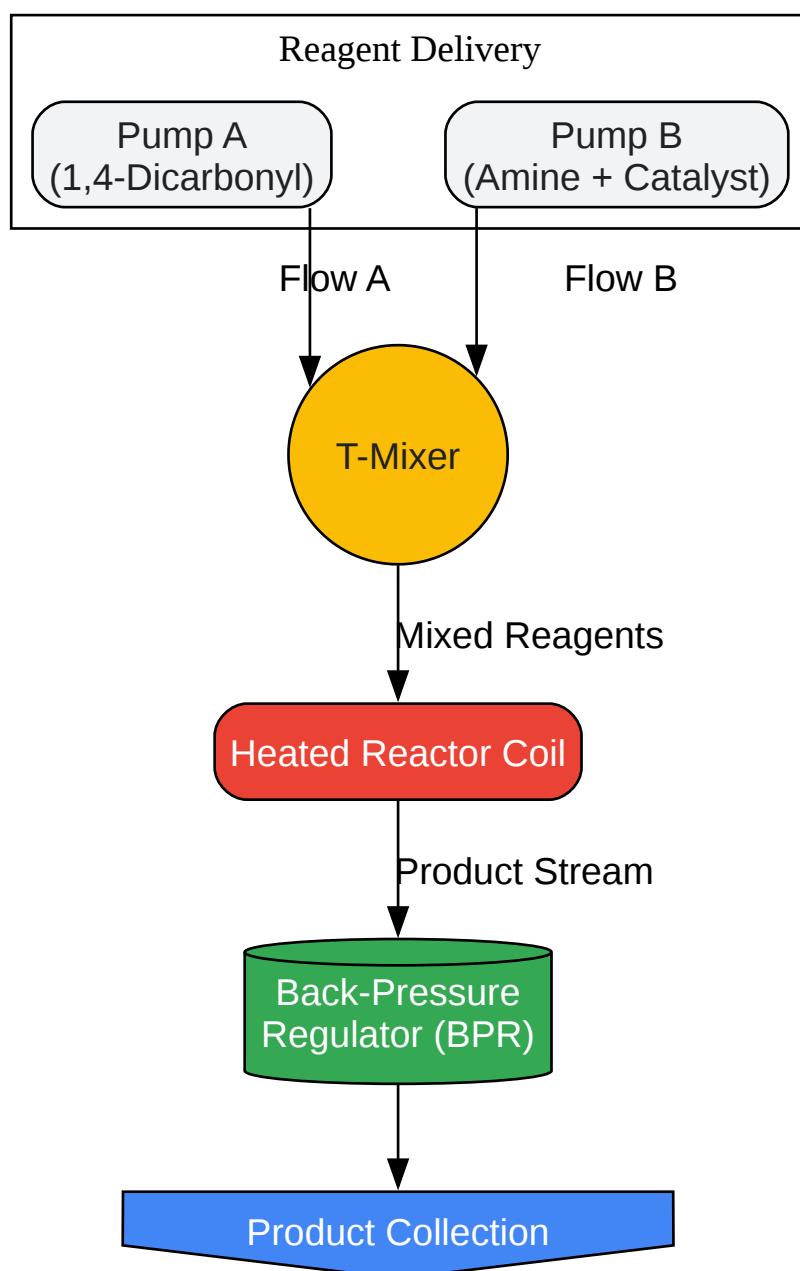 Reagent Delivery
Pump A
(1,4-Dicarbonyl)
Pump B
(Amine + Catalyst)
Flow A
Flow B
T-Mixer
Mixed Reagents
Heated Reactor Coil
Product Stream
Back-Pressure
Regulator (BPR)
Product Collection